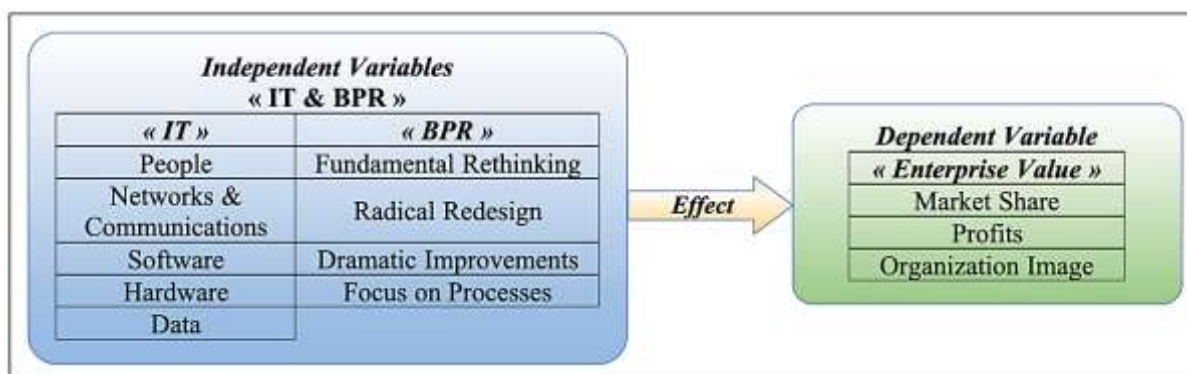 Independent Variables
« IT & BPR »
« IT »
« BPR »
People
Fundamental Rethinking
Networks &
Communications
Radical Redesign
Software
Dramatic Improvements
Hardware
Focus on Processes
Data
Effect
Dependent Variable
« Enterprise Value »
Market Share
Profits
Organization Image